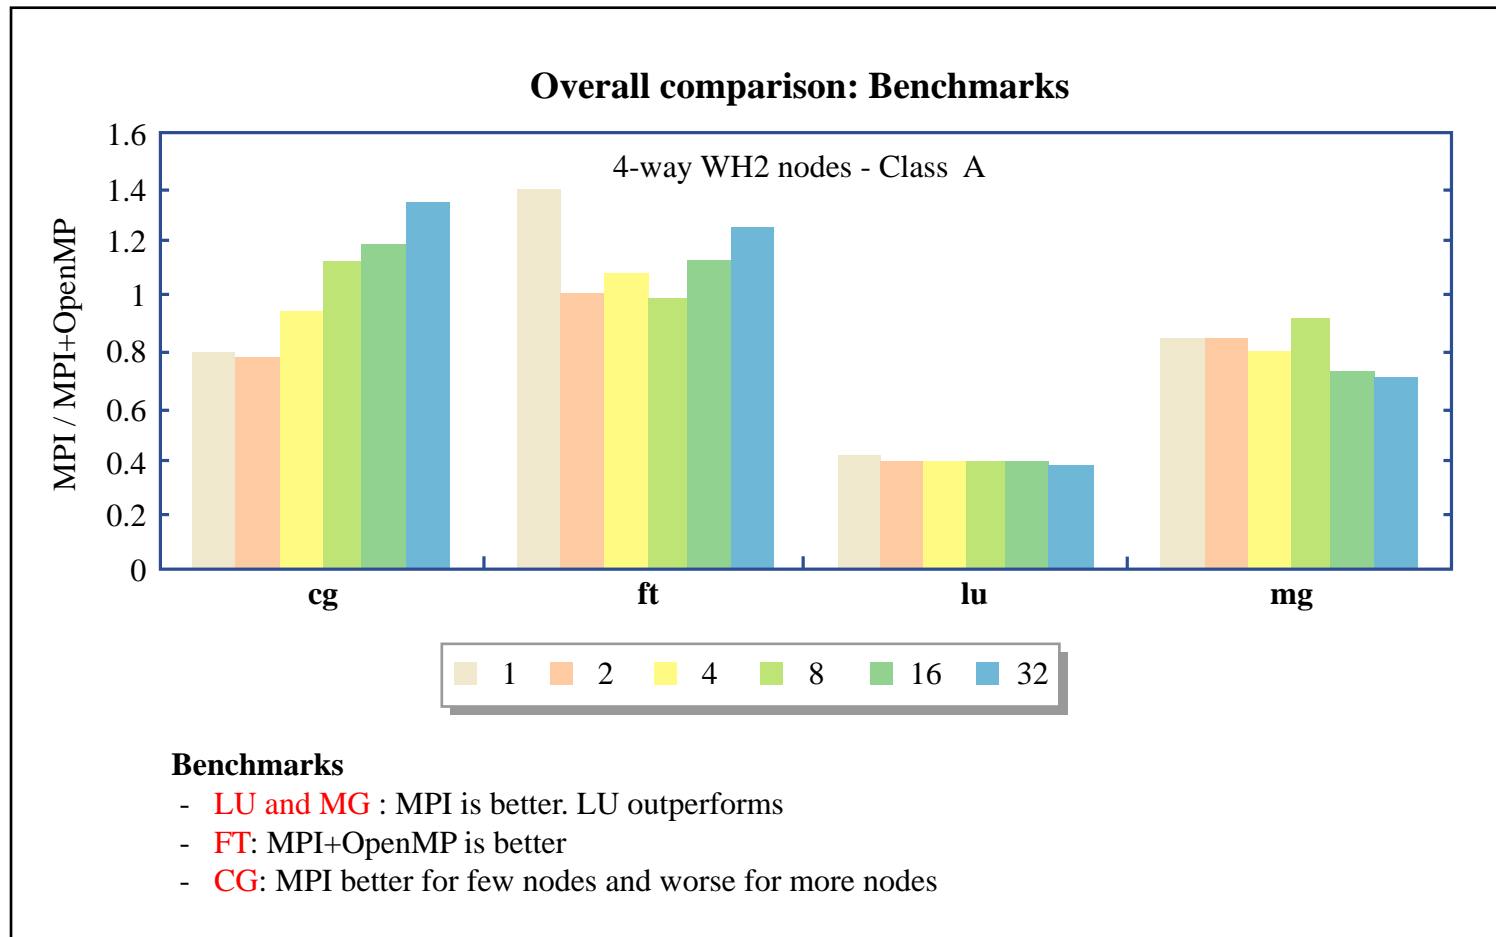 Overall comparison: Benchmarks
4-way WH2 nodes - Class A
MPI / MPI+OpenMP
1.6
1.4
1.2
1
0.8
0.6
0.4
0.2
0
cg ft lu mg
1 2 4 8 16 32
Benchmarks
- LU and MG : MPI is better. LU outperforms
- FT: MPI+OpenMP is better
- CG: MPI better for few nodes and worse for more nodes